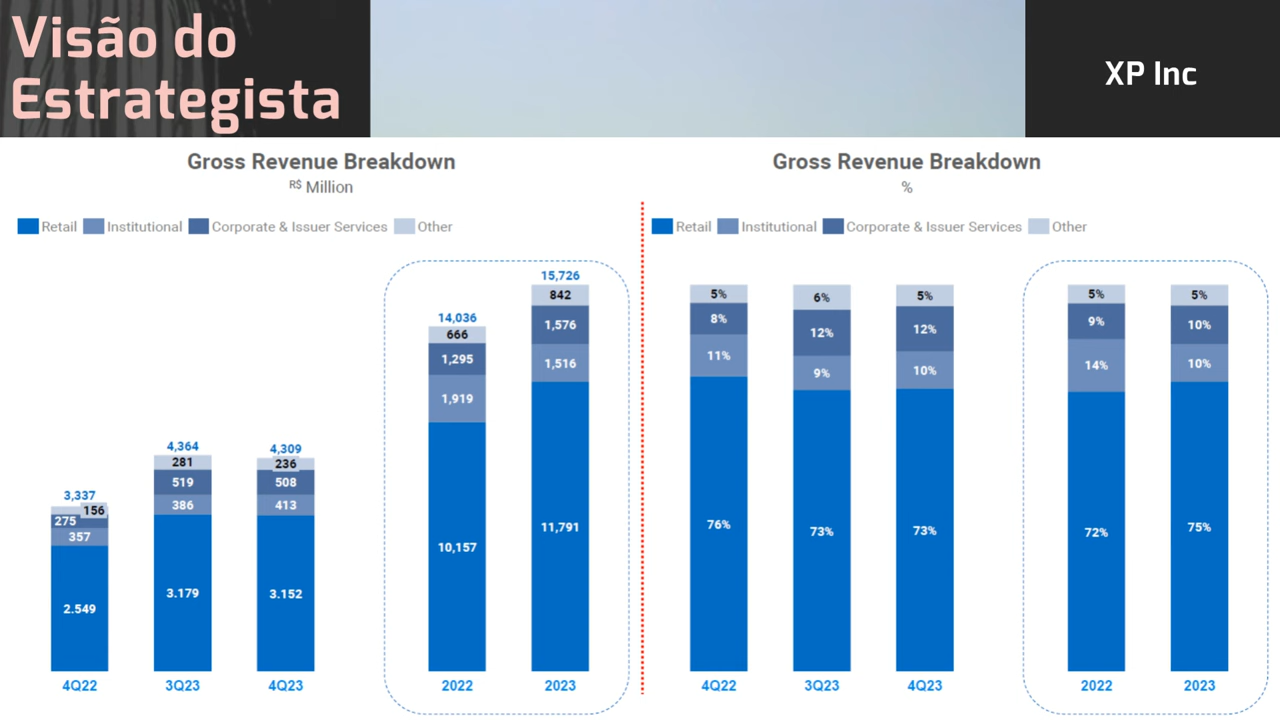 Visão do
Estrategista
XP Inc
Gross Revenue Breakdown
R$ Million
Retail Institutional Corporate & Issuer Services Other
15,726
842
14,036
666
1,576
1,295
1,516
1,919
4,364
4,309
281
236
519
508
3,337
156
386
413
275
357
10,157
11,791
2.549
3.179
3.152
4Q22 3Q23 4Q23 2022 2023
Gross Revenue Breakdown
%
Retail Institutional Corporate & Issuer Services Other
5% 6% 5% 5% 5%
8% 12% 12% 9% 10%
11% 9% 10% 14% 10%
76% 73% 73% 72% 75%
4Q22 3Q23 4Q23 2022 2023